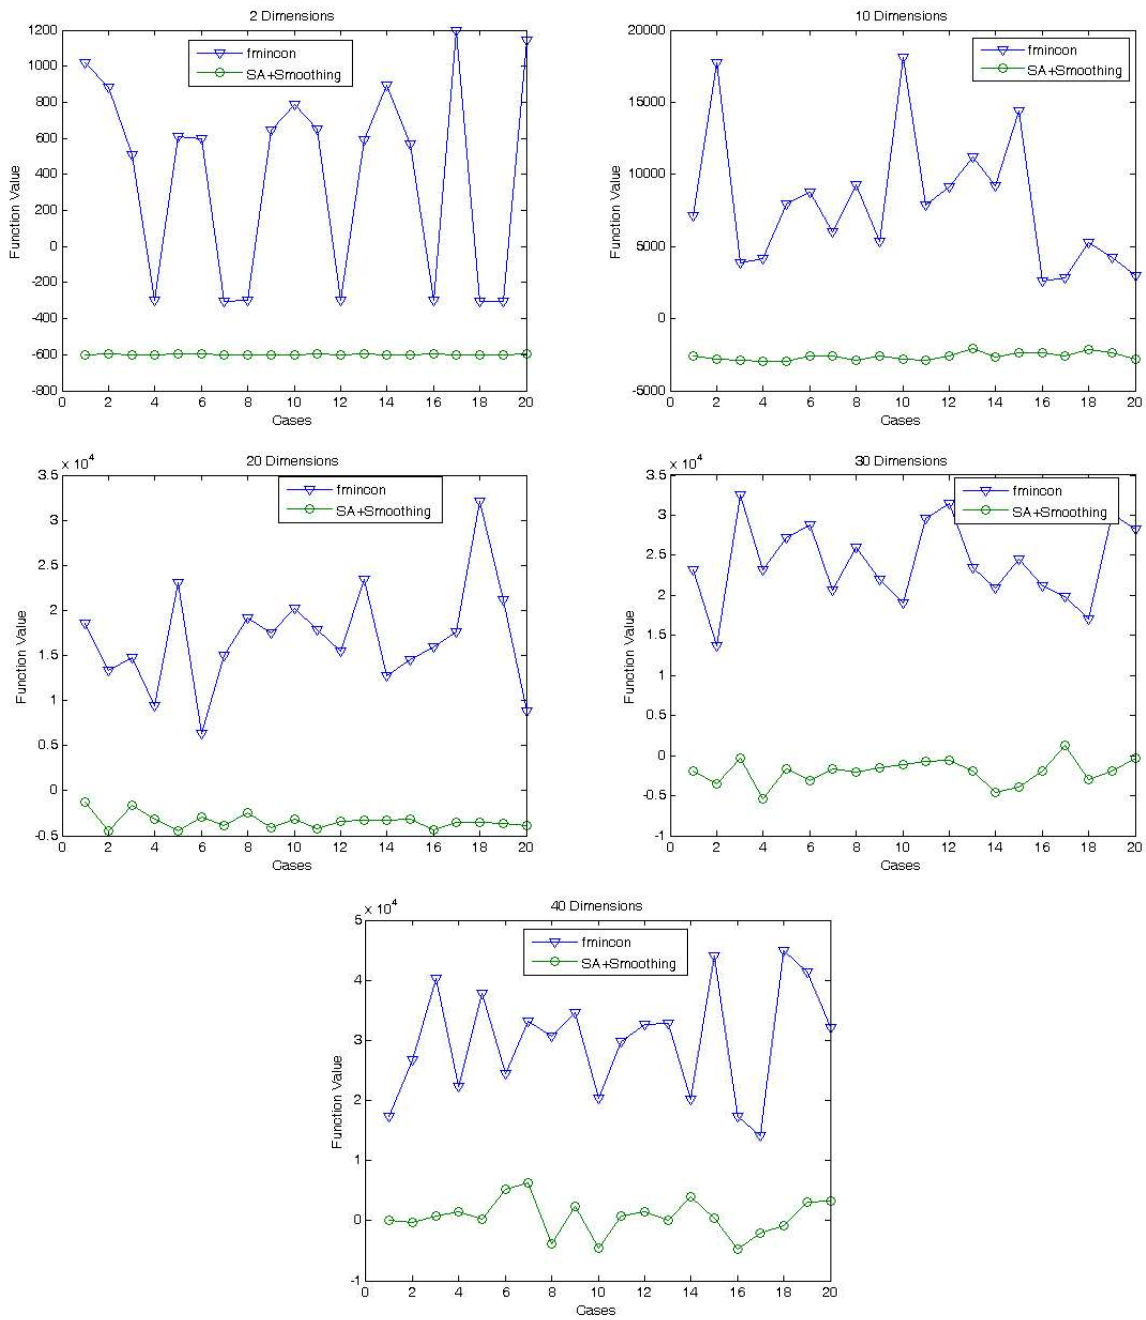 2 Dimensions
1200
1000
800
600
400
200
0
-200
-400
-600
-800
Function Value
fmincon
SA+Smoothing
0 2 4 6 8 10 12 14 16 18 20
Cases
10 Dimensions
20000
15000
10000
5000
0
-5000
Function Value
fmincon
SA+Smoothing
0 2 4 6 8 10 12 14 16 18 20
Cases
20 Dimensions
x 10^4
3.5
3
2.5
2
1.5
1
0.5
0
-0.5
Function Value
fmincon
SA+Smoothing
0 2 4 6 8 10 12 14 16 18 20
Cases
30 Dimensions
x 10^4
3.5
3
2.5
2
1.5
1
0.5
0
-0.5
-1
Function Value
fmincon
SA+Smoothing
0 2 4 6 8 10 12 14 16 18 20
Cases
40 Dimensions
x 10^4
5
4
3
2
1
0
-1
Function Value
fmincon
SA+Smoothing
0 2 4 6 8 10 12 14 16 18 20
Cases